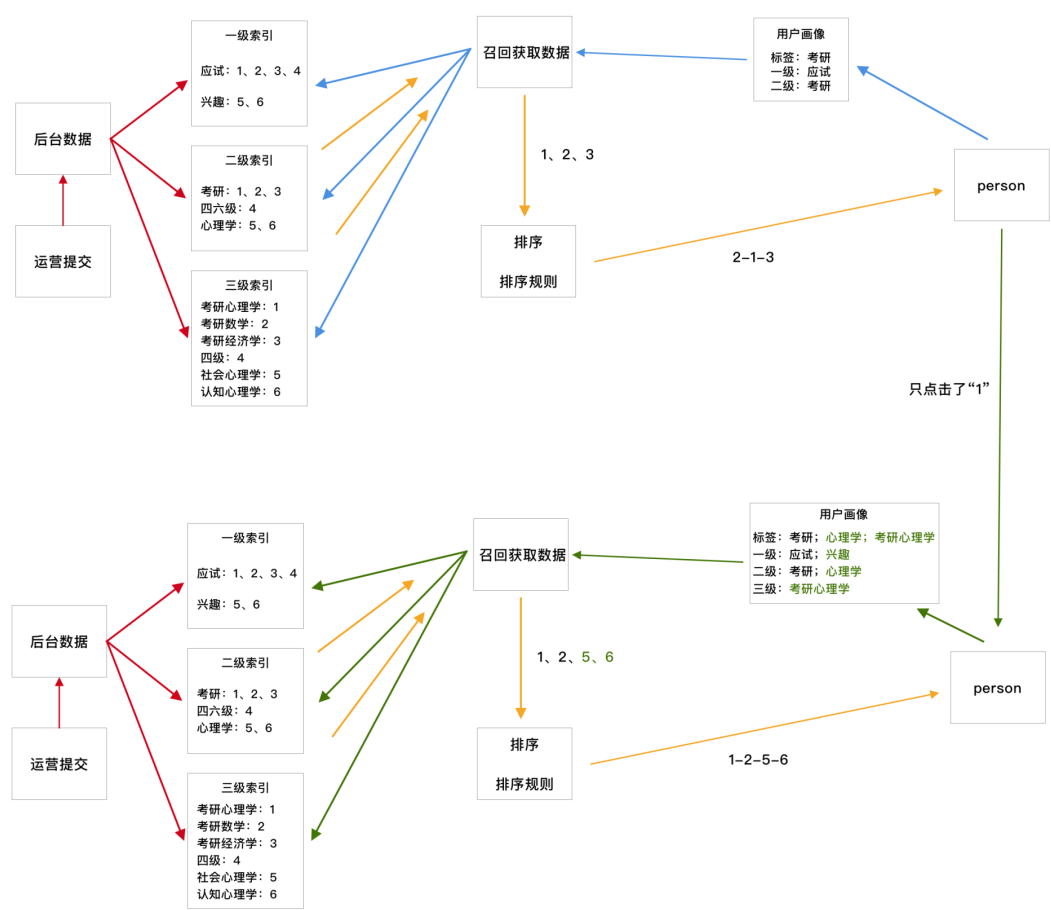 一级索引
应试：1、2、3、4
兴趣：5、6
后台数据
运营提交
二级索引
考研：1、2、3
四六级：4
心理学：5、6
三级索引
考研心理学：1
考研数学：2
考研经济学：3
四级：4
社会心理学：5
认知心理学：6
召回获取数据
1、2、3
排序
排序规则
用户画像
标签：考研
一级：应试
二级：考研
person
2-1-3
只点击了“1”
一级索引
应试：1、2、3、4
兴趣：5、6
后台数据
运营提交
二级索引
考研：1、2、3
四六级：4
心理学：5、6
三级索引
考研心理学：1
考研数学：2
考研经济学：3
四级：4
社会心理学：5
认知心理学：6
召回获取数据
1、2、5、6
排序
排序规则
用户画像
标签：考研；心理学；考研心理学
一级：应试；兴趣
二级：考研；心理学
三级：考研心理学
person
1-2-5-6